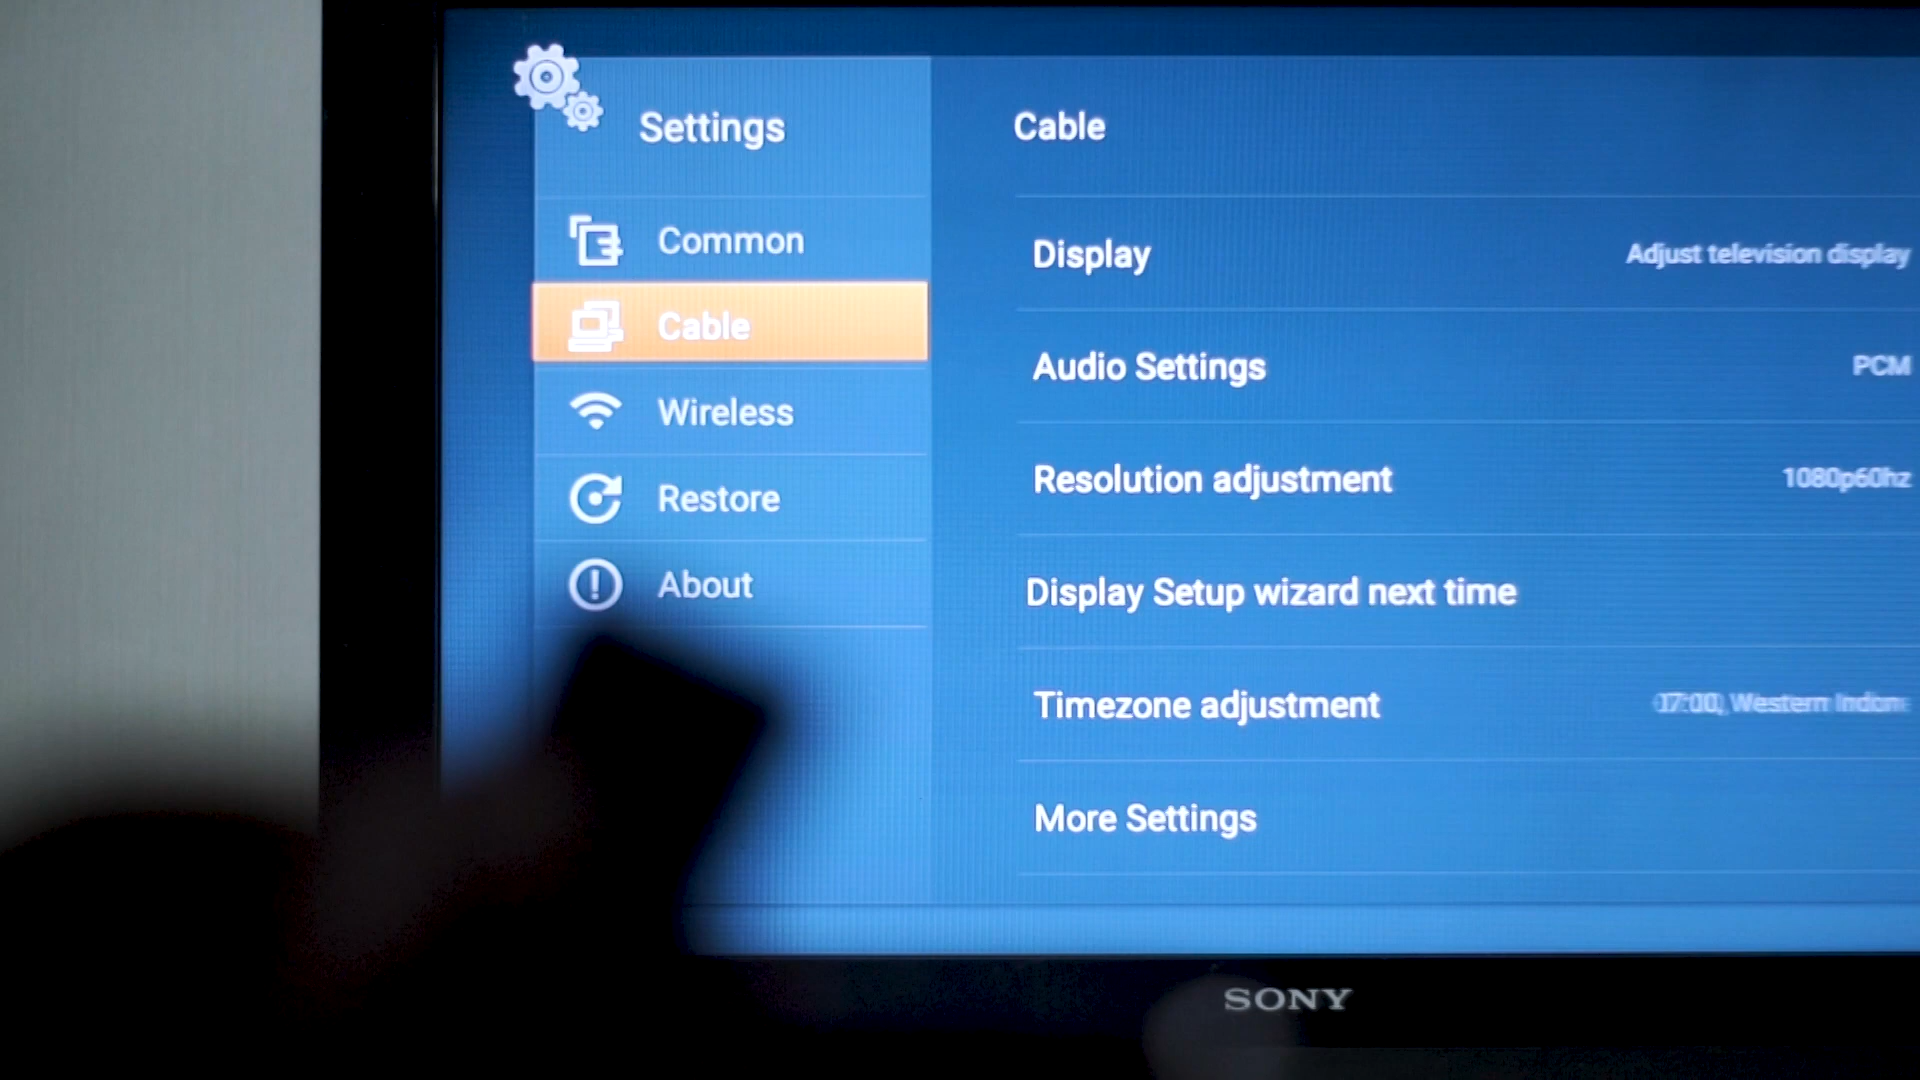 Settings
Common
Cable
Wireless
Restore
About
Cable
Display Adjust television display
Audio Settings PCM
Resolution adjustment 1080p60hz
Display Setup wizard next time
Timezone adjustment 07:00, Western
More Settings
SONY